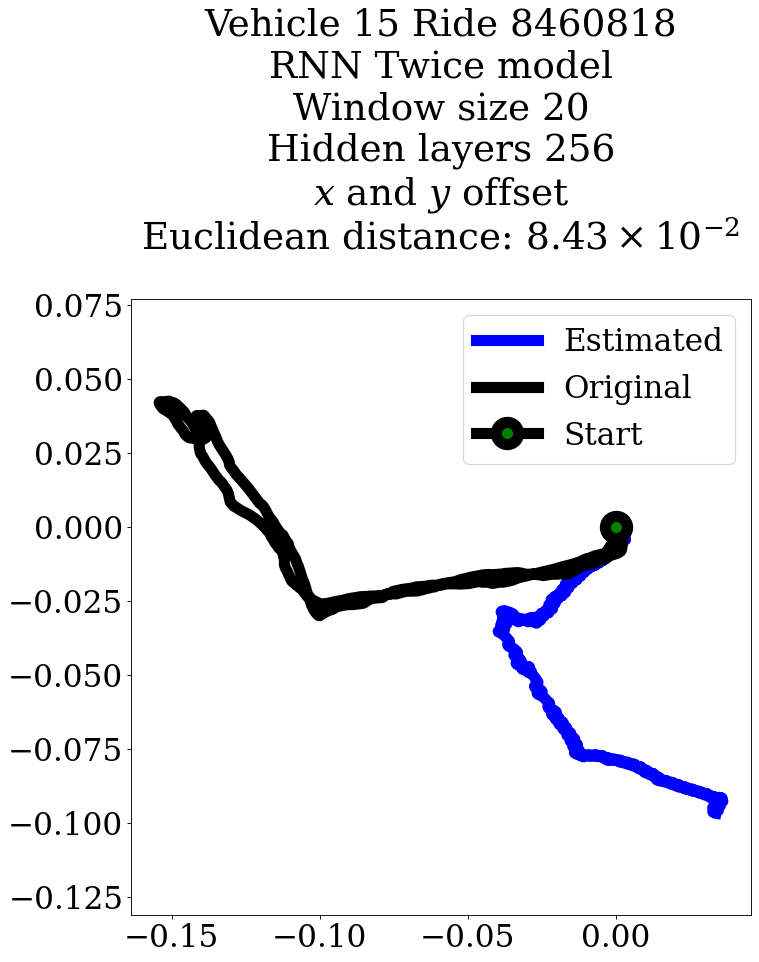 Vehicle 15 Ride 8460818
RNN Twice model
Window size 20
Hidden layers 256
x and y offset
Euclidean distance: 8.43 × 10⁻²
Estimated
Original
Start
0.075
0.050
0.025
0.000
−0.025
−0.050
−0.075
−0.100
−0.125
−0.15 −0.10 −0.05 0.00